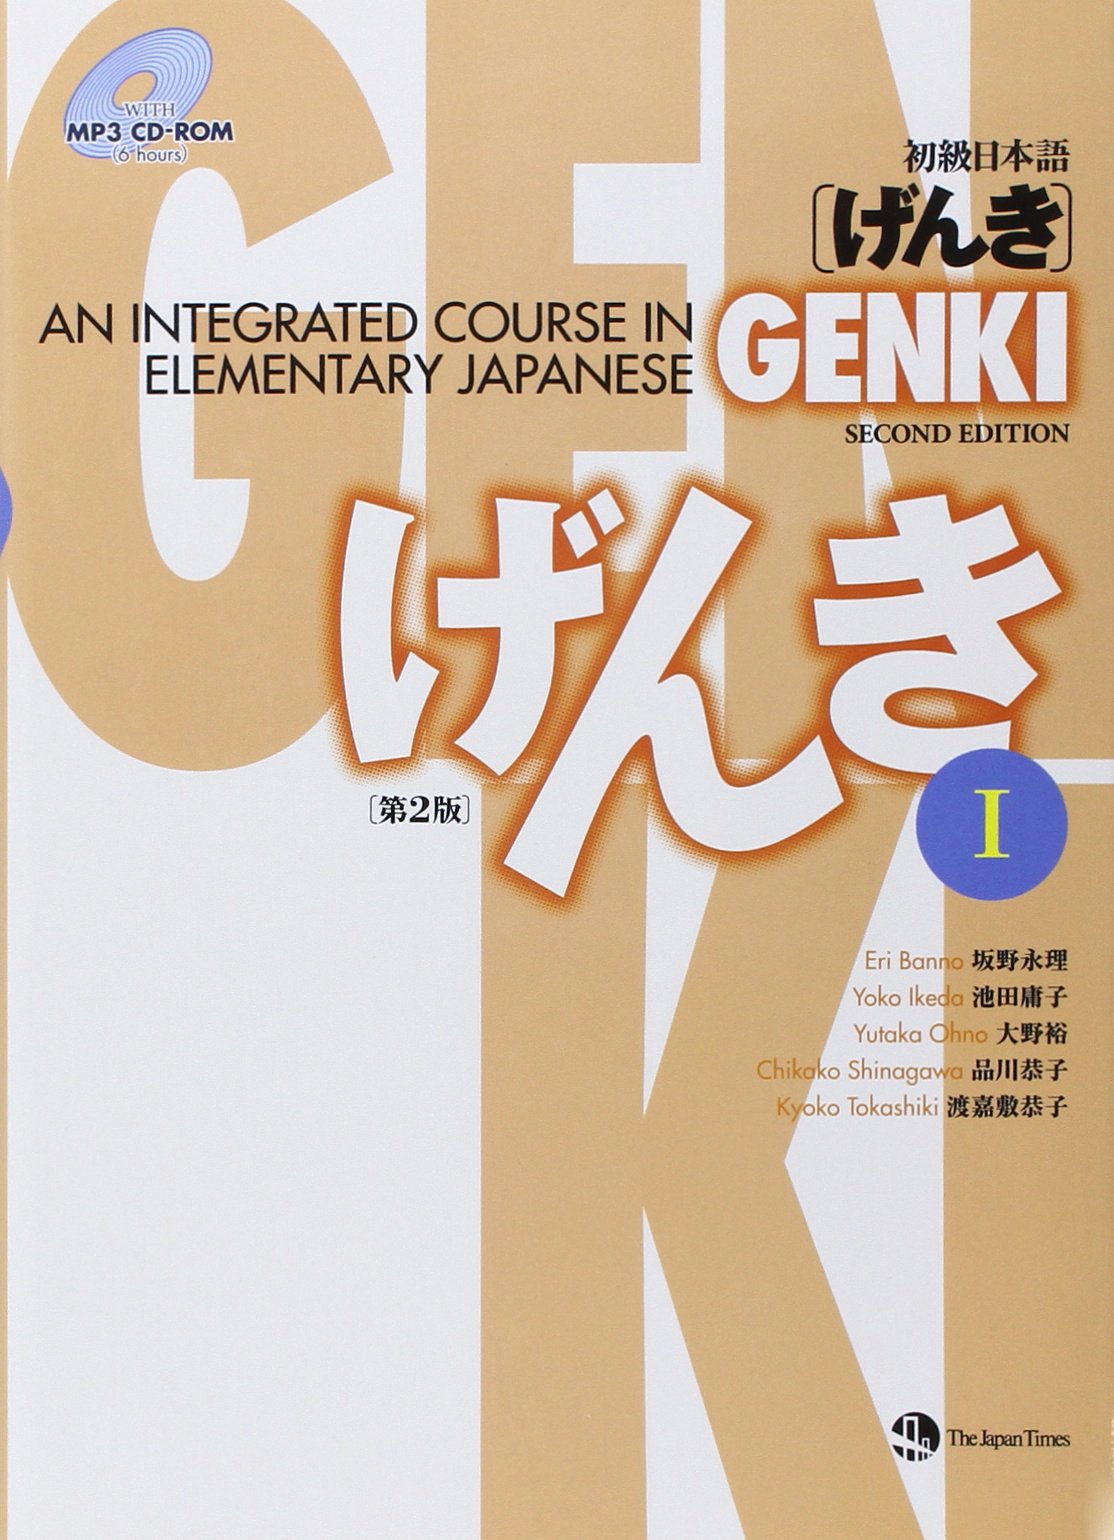 WITH
MP3 CD-ROM
(6 hours)
初級日本語
[げんき]
AN INTEGRATED COURSE IN
ELEMENTARY JAPANESE
GENKI
SECOND EDITION
GEN
KI
げんき
[第2版]
I
Eri Banno 坂野永理
Yoko Ikeda 池田庸子
Yutaka Ohno 大野裕
Chikako Shinagawa 品川恭子
Kyoko Tokashiki 渡嘉敷恭子
The Japan Times